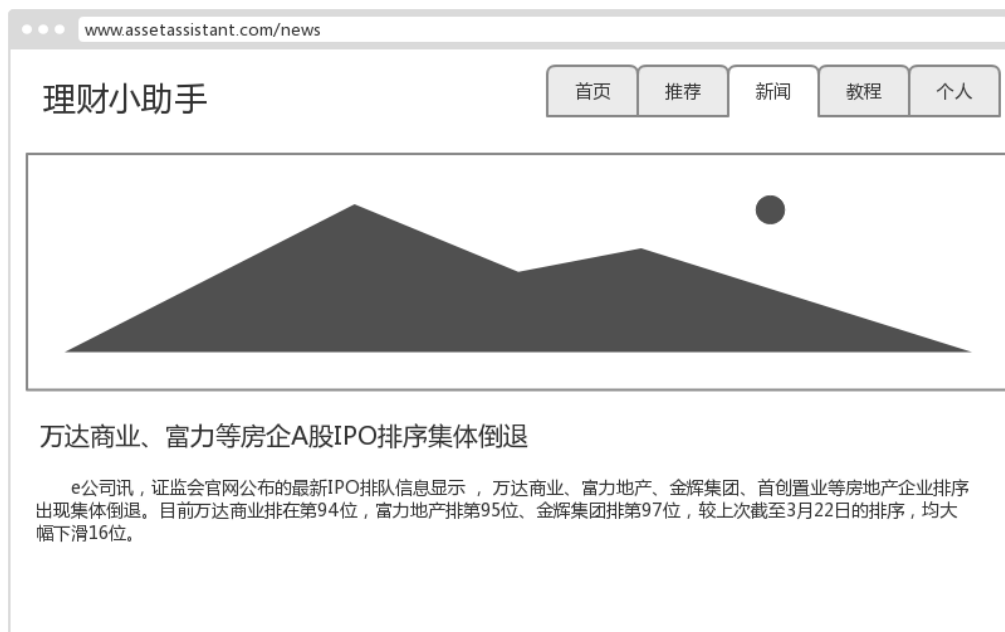 www.assetassistant.com/news
理财小助手
首页 推荐 新闻 教程 个人
万达商业、富力等房企A股IPO排序集体倒退
e公司讯，证监会官网公布的最新IPO排队信息显示 ， 万达商业、富力地产、金辉集团、首创置业等房地产企业排序
出现集体倒退。目前万达商业排在第94位，富力地产排第95位、金辉集团排第97位，较上次截至3月22日的排序，均大
幅下滑16位。